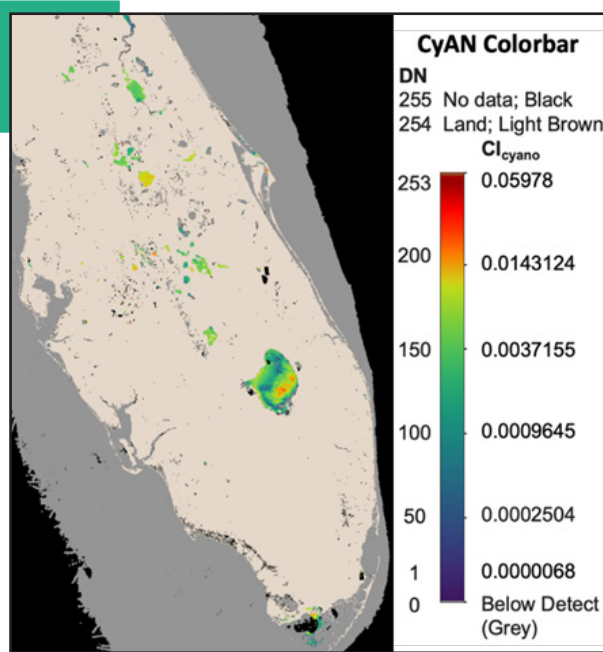 CyAN Colorbar
DN
255 No data; Black
254 Land; Light Brown
CIcyano
253 0.05978
200 0.0143124
150 0.0037155
100 0.0009645
50 0.0002504
1 0.0000068
0 Below Detect
(Grey)